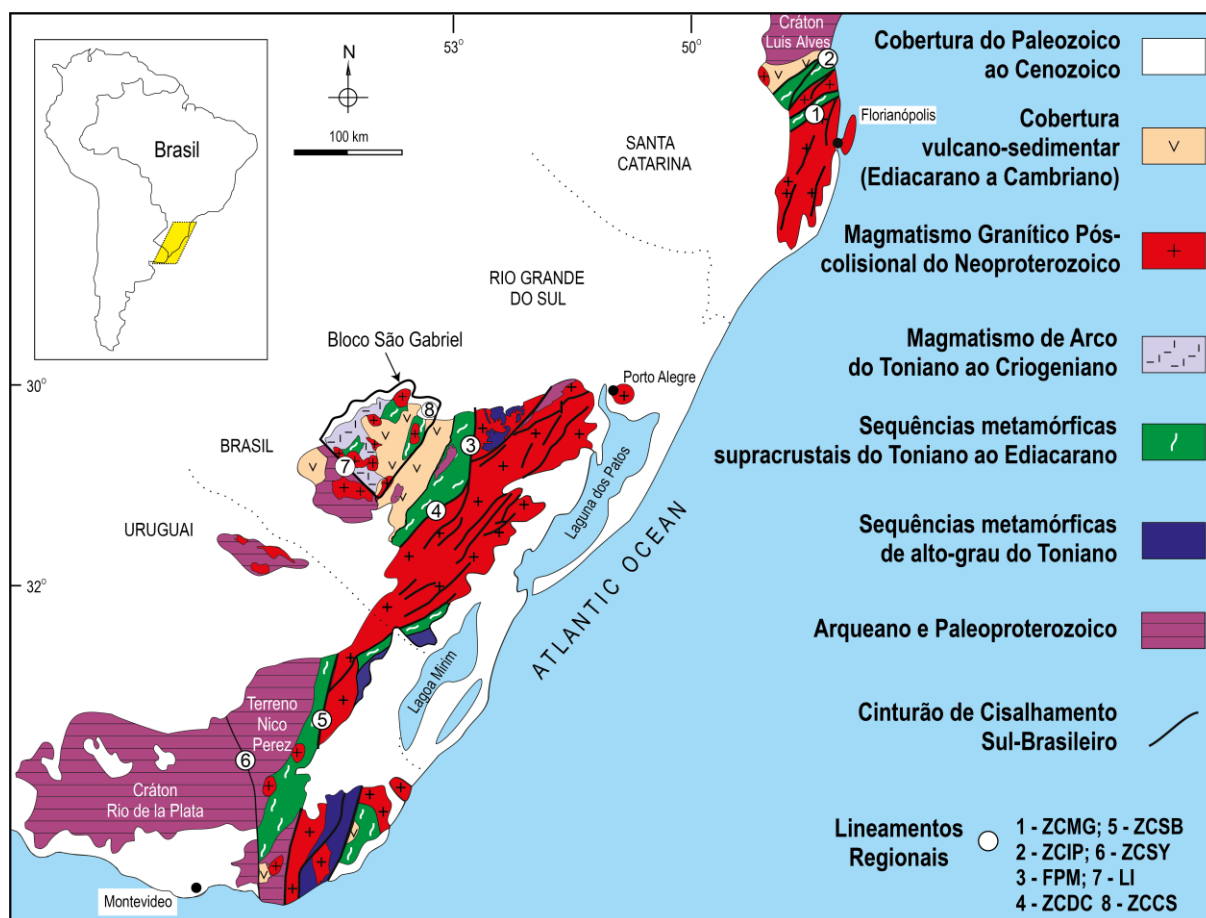 Brasil
N
100 km
53°
50°
30°
32°
Cráton
Luis Alves
2
1
Florianópolis
SANTA
CATARINA
RIO GRANDE
DO SUL
Bloco São Gabriel
Porto Alegre
8
3
7
4
BRASIL
URUGUAI
Laguna dos Patos
ATLANTIC OCEAN
Lagoa Mirim
Terreno
Nico
Perez
5
6
Cráton
Rio de la Plata
Montevideo
Cobertura do Paleozoico
ao Cenozoico
Cobertura
vulcano-sedimentar
(Ediacarano a Cambriano)
Magmatismo Granítico Pós-
colisional do Neoproterozoico
Magmatismo de Arco
do Toniano ao Criogeniano
Sequências metamórficas
supracrustais do Toniano ao Ediacarano
Sequências metamórficas
de alto-grau do Toniano
Arqueano e Paleoproterozoico
Cinturão de Cisalhamento
Sul-Brasileiro
Lineamentos
Regionais
1 - ZCMG; 5 - ZCSB
2 - ZCIP; 6 - ZCSY
3 - FPM; 7 - LI
4 - ZCDC 8 - ZCCS